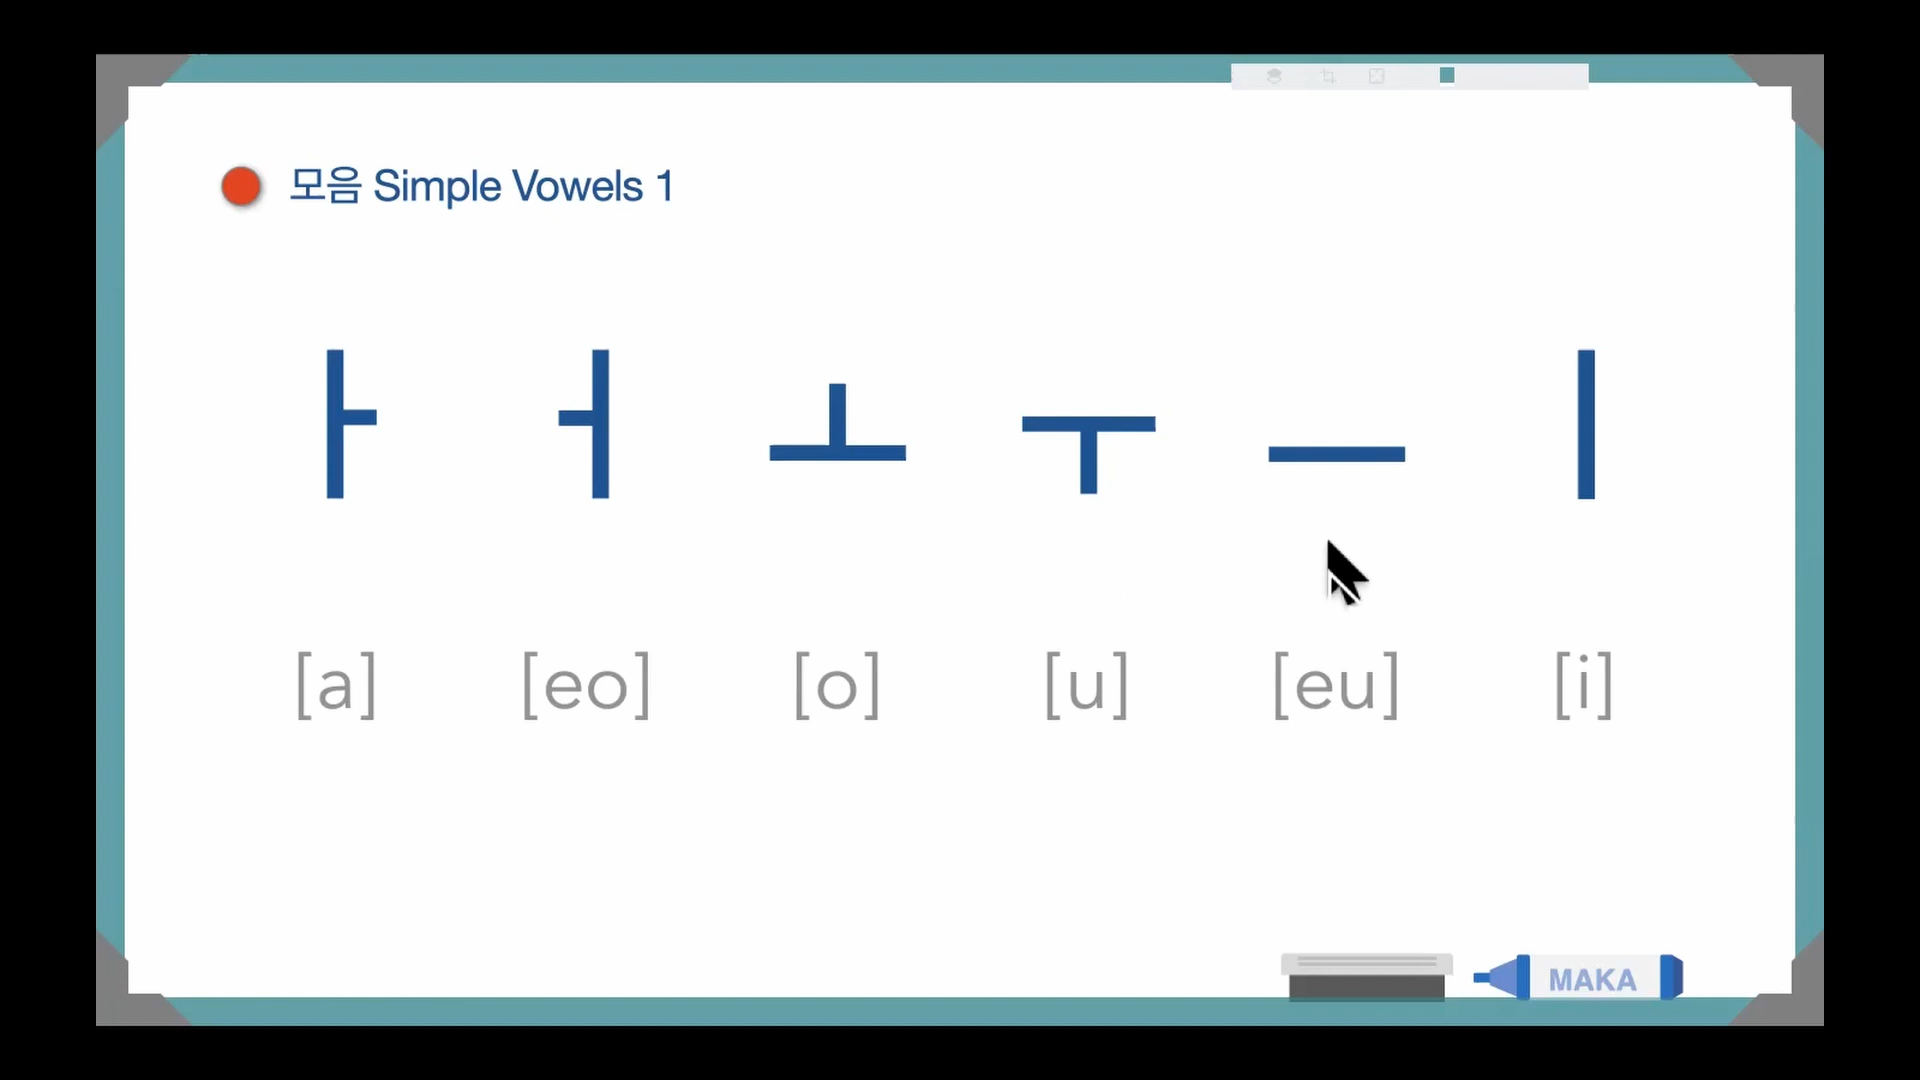 모음 Simple Vowels 1
ㅏ ㅓ ㅗ ㅜ ㅡ ㅣ
[a] [eo] [o] [u] [eu] [i]
MAKA